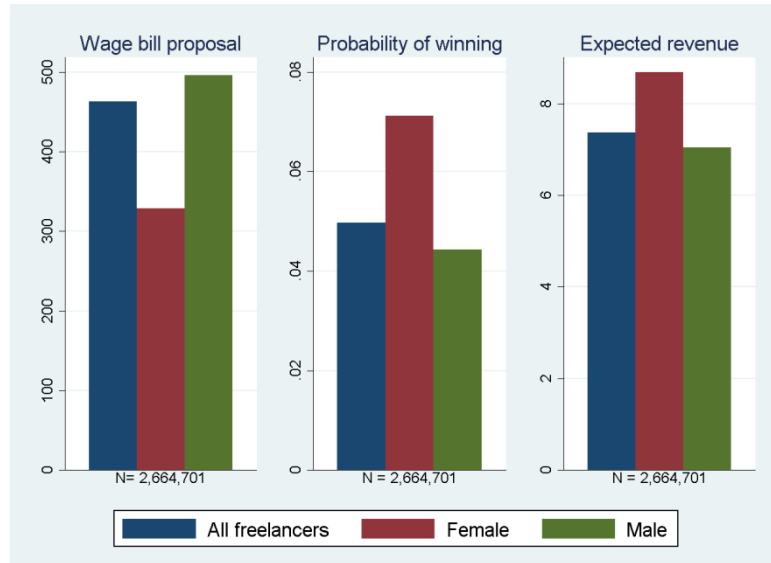 Wage bill proposal
0 100 200 300 400 500
N= 2,664,701
Probability of winning
0 .02 .04 .06 .08
N = 2,664,701
Expected revenue
0 2 4 6 8
N = 2,664,701
All freelancers Female Male